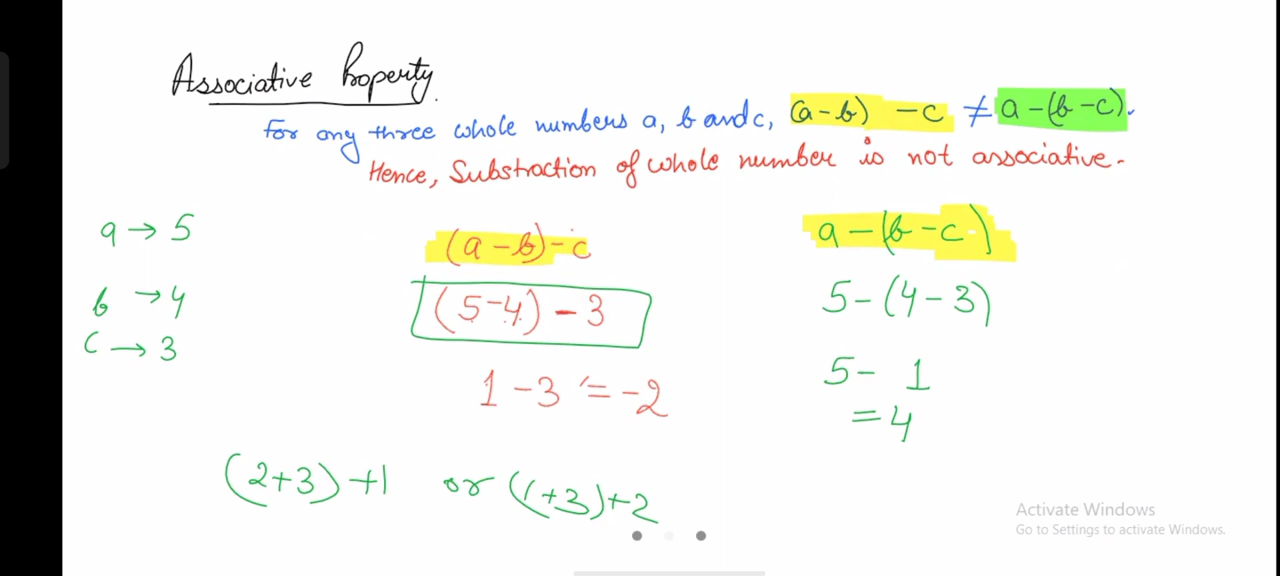 Associative Property.
For any three whole numbers a, b and c, (a-b) -c ≠ a-(b-c).
Hence, Substraction of whole number is not associative.
a → 5
b → 4
c → 3
(a-b)-c
(5-4) - 3
1 - 3 = -2
a-(b-c)
5-(4-3)
5- 1
=4
(2+3)+1 or (1+3)+2
Activate Windows
Go to Settings to activate Windows.